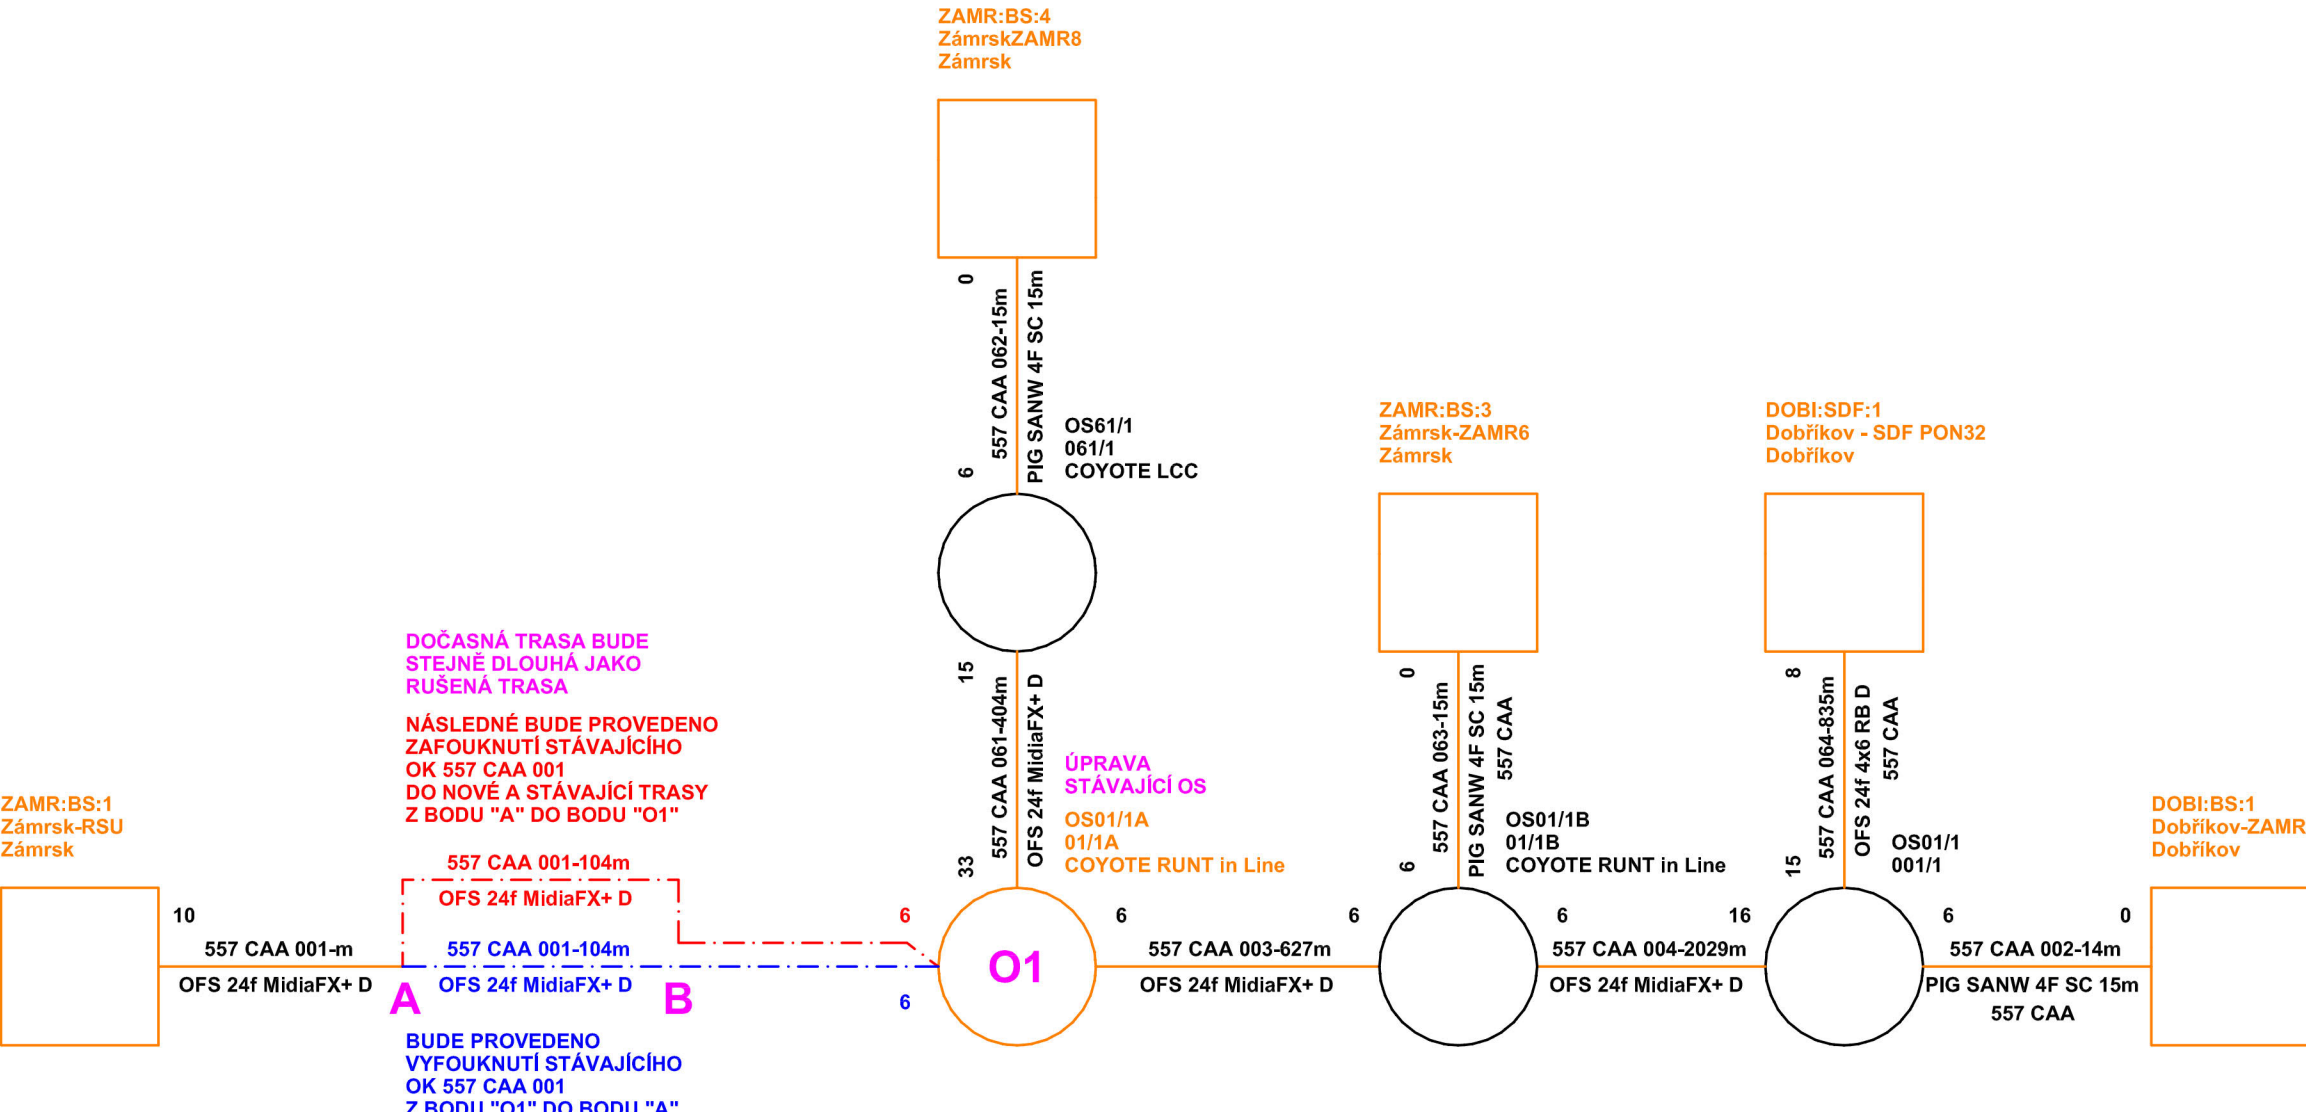 ZAMR:BS:4
ZámrskZAMR8
Zámrsk
0
557 CAA 062-15m
PIG SANW 4F SC 15m
6
OS61/1
061/1
COYOTE LCC
ZAMR:BS:3
Zámrsk-ZAMR6
Zámrsk
DOBI:SDF:1
Dobříkov - SDF PON32
Dobříkov
DOČASNÁ TRASA BUDE
STEJNĚ DLOUHÁ JAKO
RUŠENÁ TRASA
NÁSLEDNÉ BUDE PROVEDENO
ZAFOUKNUTÍ STÁVAJÍCÍHO
OK 557 CAA 001
DO NOVÉ A STÁVAJÍCÍ TRASY
Z BODU "A" DO BODU "O1"
15
557 CAA 061-404m
OFS 24f MidiaFX+ D
33
ÚPRAVA
STÁVAJÍCÍ OS
OS01/1A
01/1A
COYOTE RUNT in Line
0
557 CAA 063-15m
PIG SANW 4F SC 15m
557 CAA
6
OS01/1B
01/1B
COYOTE RUNT in Line
8
557 CAA 064-835m
OFS 24f 4x6 RB D
557 CAA
15
OS01/1
001/1
DOBI:BS:1
Dobříkov-ZAMR
Dobříkov
ZAMR:BS:1
Zámrsk-RSU
Zámrsk
10
557 CAA 001-m
OFS 24f MidiaFX+ D
557 CAA 001-104m
OFS 24f MidiaFX+ D
6
557 CAA 001-104m
OFS 24f MidiaFX+ D
6
A
B
O1
6
557 CAA 003-627m
OFS 24f MidiaFX+ D
6
6
557 CAA 004-2029m
OFS 24f MidiaFX+ D
16
6
557 CAA 002-14m
PIG SANW 4F SC 15m
557 CAA
0
BUDE PROVEDENO
VYFOUKNUTÍ STÁVAJÍCÍHO
OK 557 CAA 001
Z BODU "O1" DO BODU "A"